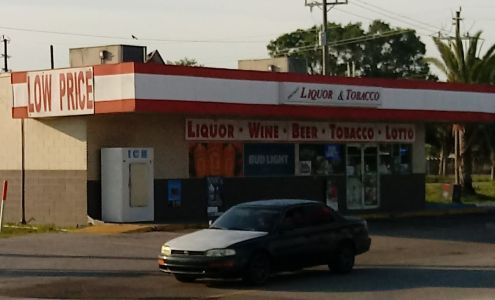 LOW PRICE
LIQUOR & TOBACCO
LIQUOR • WINE • BEER • TOBACCO • LOTTO
ICE
BUD LIGHT